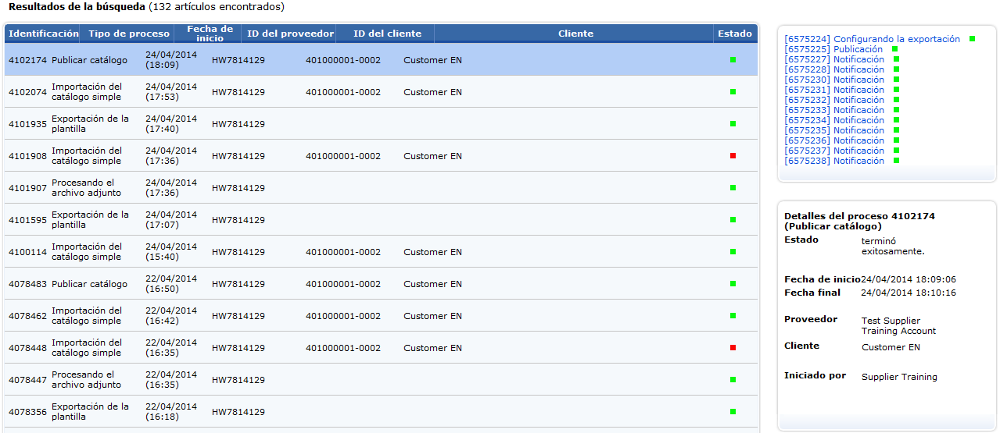 Resultados de la búsqueda (132 artículos encontrados)
Identificación Tipo de proceso Fecha de inicio ID del proveedor ID del cliente Cliente Estado
4102174 Publicar catálogo 24/04/2014 (18:09) HW7814129 401000001-0002 Customer EN
4102074 Importación del catálogo simple 24/04/2014 (17:53) HW7814129 401000001-0002 Customer EN
4101935 Exportación de la plantilla 24/04/2014 (17:40) HW7814129
4101908 Importación del catálogo simple 24/04/2014 (17:36) HW7814129 401000001-0002 Customer EN
4101907 Procesando el archivo adjunto 24/04/2014 (17:36) HW7814129
4101595 Exportación de la plantilla 24/04/2014 (17:07) HW7814129
4100114 Importación del catálogo simple 24/04/2014 (15:40) HW7814129 401000001-0002 Customer EN
4078483 Publicar catálogo 22/04/2014 (16:50) HW7814129 401000001-0002 Customer EN
4078462 Importación del catálogo simple 22/04/2014 (16:42) HW7814129 401000001-0002 Customer EN
4078448 Importación del catálogo simple 22/04/2014 (16:35) HW7814129 401000001-0002 Customer EN
4078447 Procesando el archivo adjunto 22/04/2014 (16:35) HW7814129
4078356 Exportación de la plantilla 22/04/2014 (16:18) HW7814129
[6575224] Configurando la exportación
[6575225] Publicación
[6575227] Notificación
[6575228] Notificación
[6575230] Notificación
[6575231] Notificación
[6575232] Notificación
[6575233] Notificación
[6575234] Notificación
[6575235] Notificación
[6575236] Notificación
[6575237] Notificación
[6575238] Notificación
Detalles del proceso 4102174
(Publicar catálogo)
Estado terminó
exitosamente.
Fecha de inicio 24/04/2014 18:09:06
Fecha final 24/04/2014 18:10:16
Proveedor Test Supplier
Training Account
Cliente Customer EN
Iniciado por Supplier Training